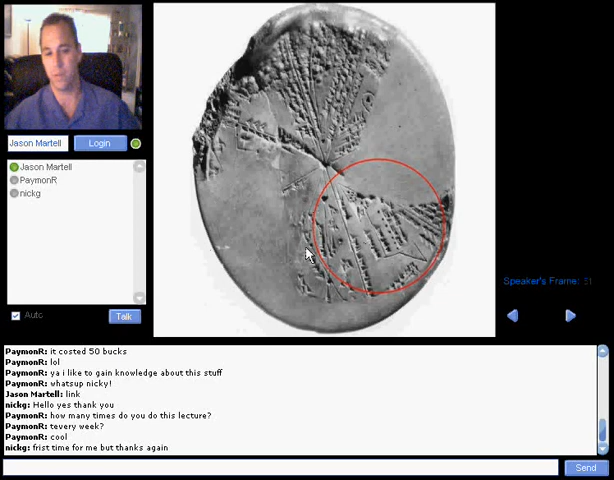 Jason Martell
Login
Jason Martell
PaymonR
nickg
Auto
Talk
Speaker's Frame: 31
PaymonR: it costed 50 bucks
PaymonR: lol
PaymonR: ya i like to gain knowledge about this stuff
PaymonR: whatsup nicky!
Jason Martell: link
nickg: Hello yes thank you
PaymonR: how many times do you do this lecture?
PaymonR: tevery week?
PaymonR: cool
nickg: frist time for me but thanks again
Send